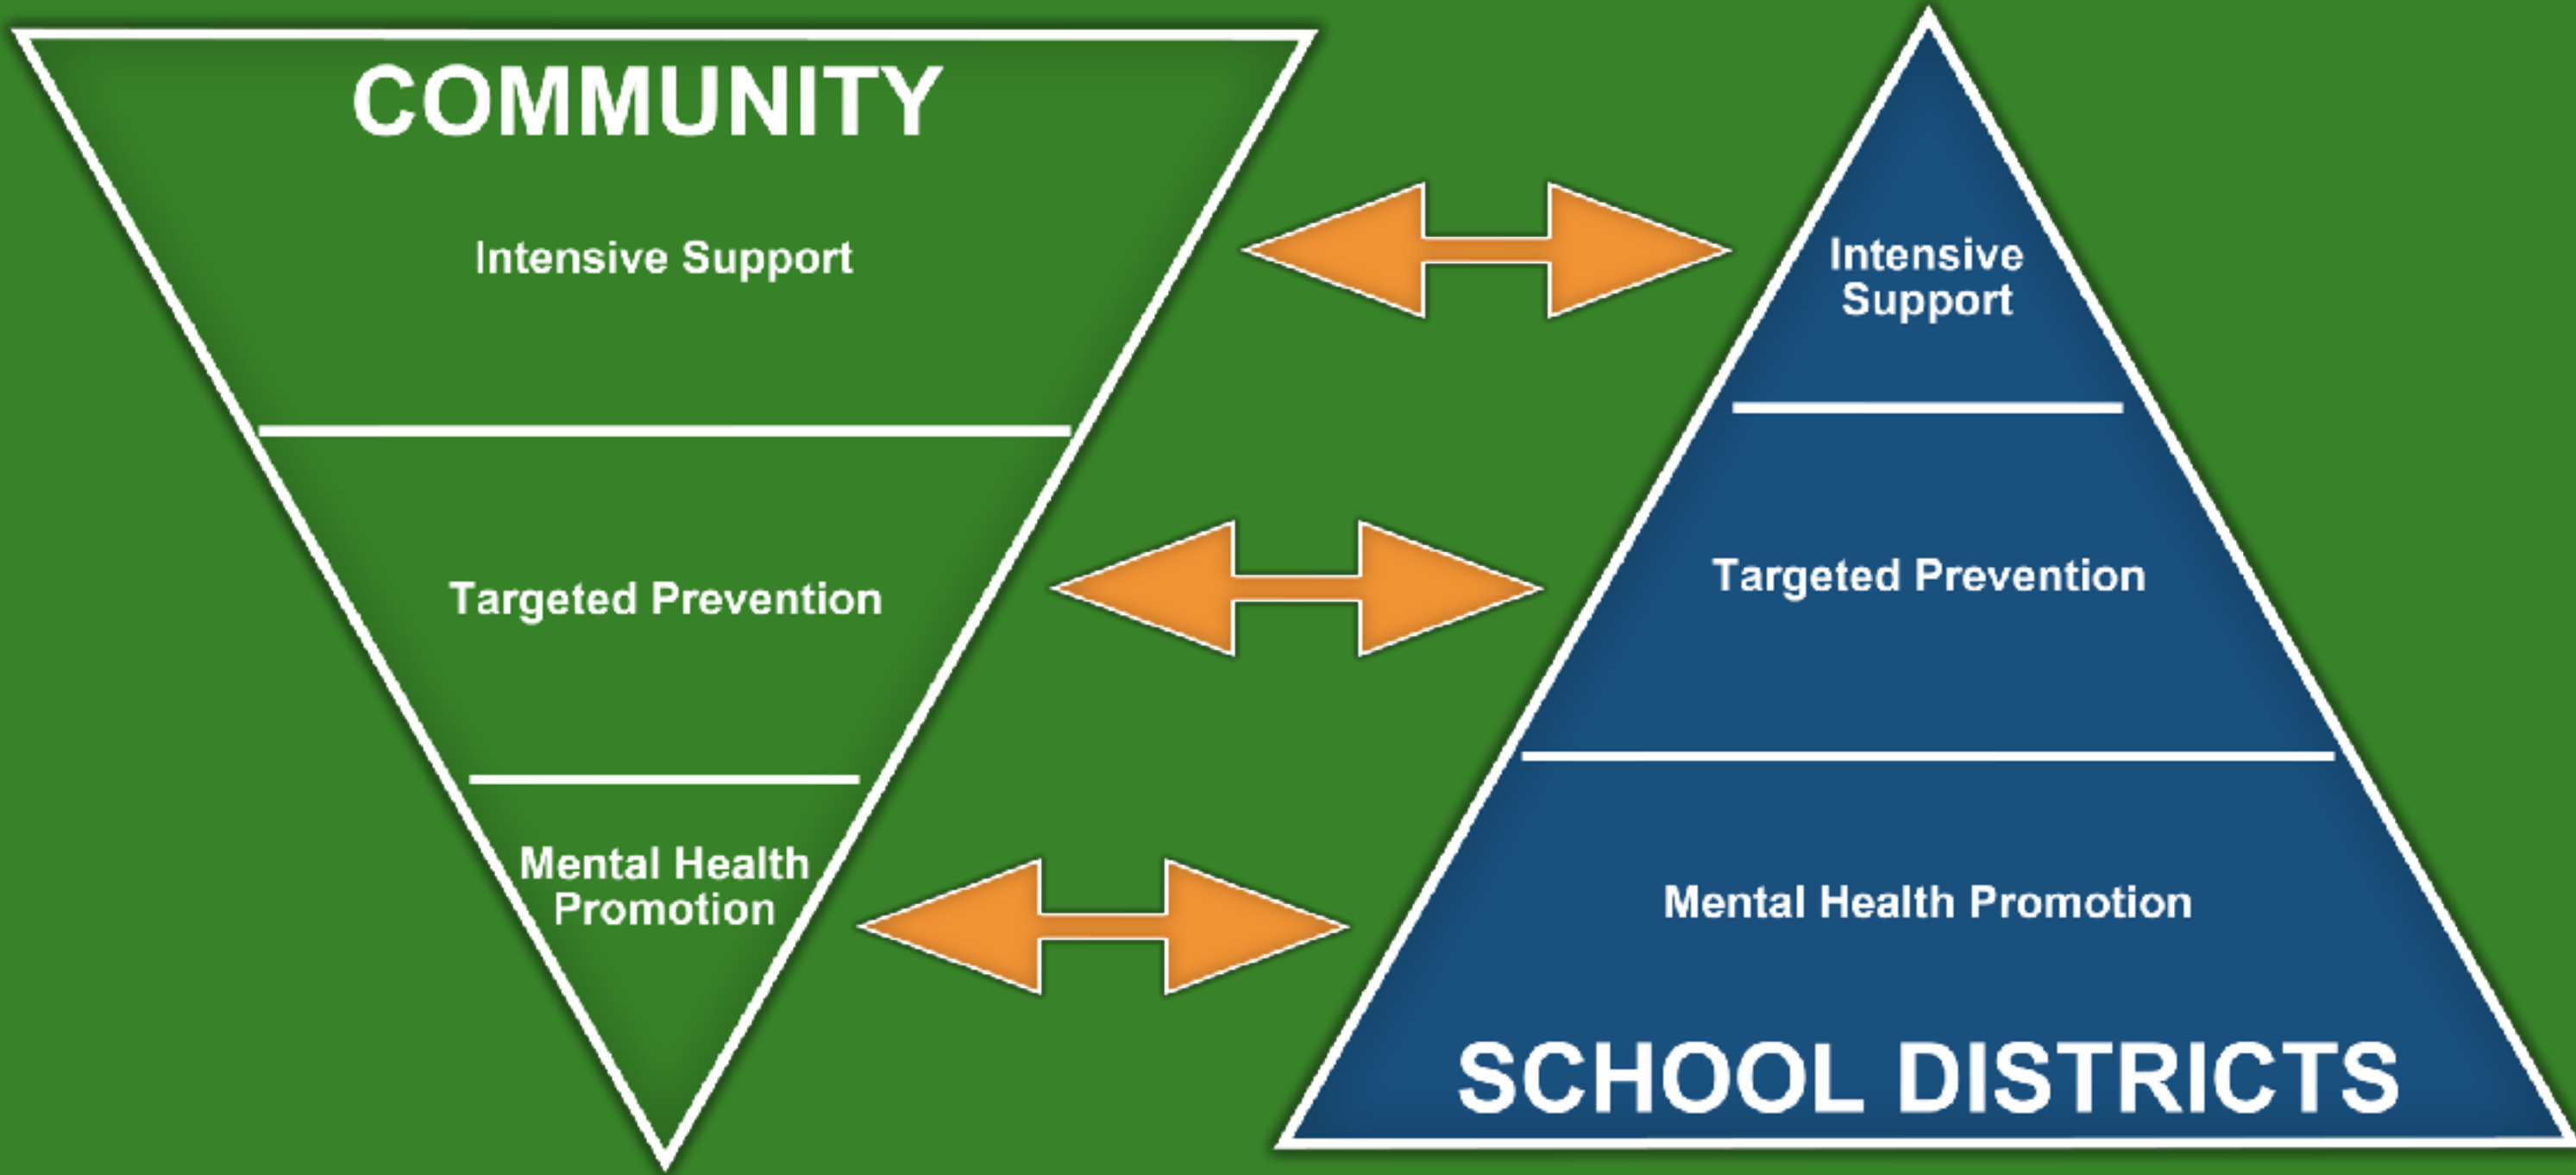 COMMUNITY
Intensive Support
Targeted Prevention
Mental Health
Promotion
Intensive
Support
Targeted Prevention
Mental Health Promotion
SCHOOL DISTRICTS